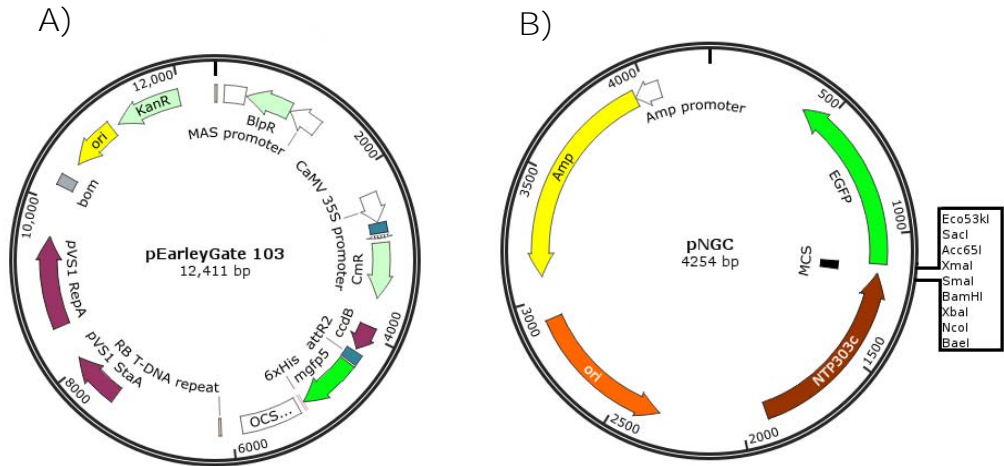 A)
12,000
2000
4000
6000
8000
10,000
KanR
ori
bom
MAS promoter
BlpR
CaMV 35S promoter
CmR
ccdB
attR2
mgfp5
6xHis
OCS...
RB T-DNA repeat
pVS1 StaA
pVS1 RepA
pEarleyGate 103
12,411 bp
B)
4000
500
1000
1500
2000
2500
3000
3500
Amp promoter
Amp
EGFP
MCS
NTP303c
ori
pNGC
4254 bp
Eco53kI
SacI
Acc65I
XmaI
SmaI
BamHI
XbaI
NcoI
BaeI